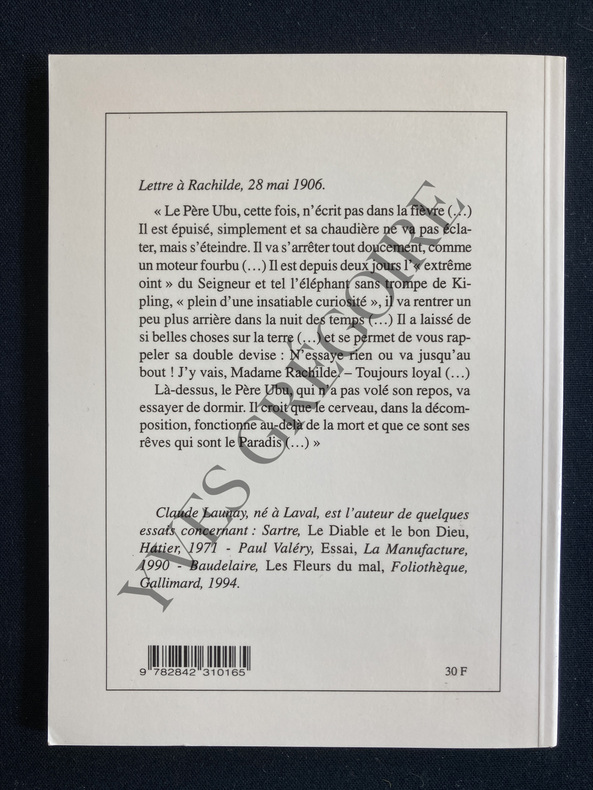 Lettre à Rachilde, 28 mai 1906.
« Le Père Ubu, cette fois, n'écrit pas dans la fièvre (…)
Il est épuisé, simplement et sa chaudière ne va pas écla-
ter, mais s'éteindre. Il va s'arrêter tout doucement, comme
un moteur fourbu (…) Il est depuis deux jours l'« extrême
oint » du Seigneur et tel l'éléphant sans trompe de Ki-
pling, « plein d'une insatiable curiosité », il va rentrer un
peu plus arrière dans la nuit des temps (…) Il a laissé de
si belles choses sur la terre (…) et se permet de vous rap-
peler sa double devise : N'essaye rien ou va jusqu'au
bout ! J'y vais, Madame Rachilde. – Toujours loyal (…)
Là-dessus, le Père Ubu, qui n'a pas volé son repos, va
essayer de dormir. Il croit que le cerveau, dans la décom-
position, fonctionne au-delà de la mort et que ce sont ses
rêves qui sont le Paradis (…) »
Claude Launay, né à Laval, est l'auteur de quelques
essais concernant : Sartre, Le Diable et le bon Dieu,
Hatier, 1971 - Paul Valéry, Essai, La Manufacture,
1990 - Baudelaire, Les Fleurs du mal, Foliothèque,
Gallimard, 1994.
9 782842 310165
30 F
YVES GRÉGOIRE